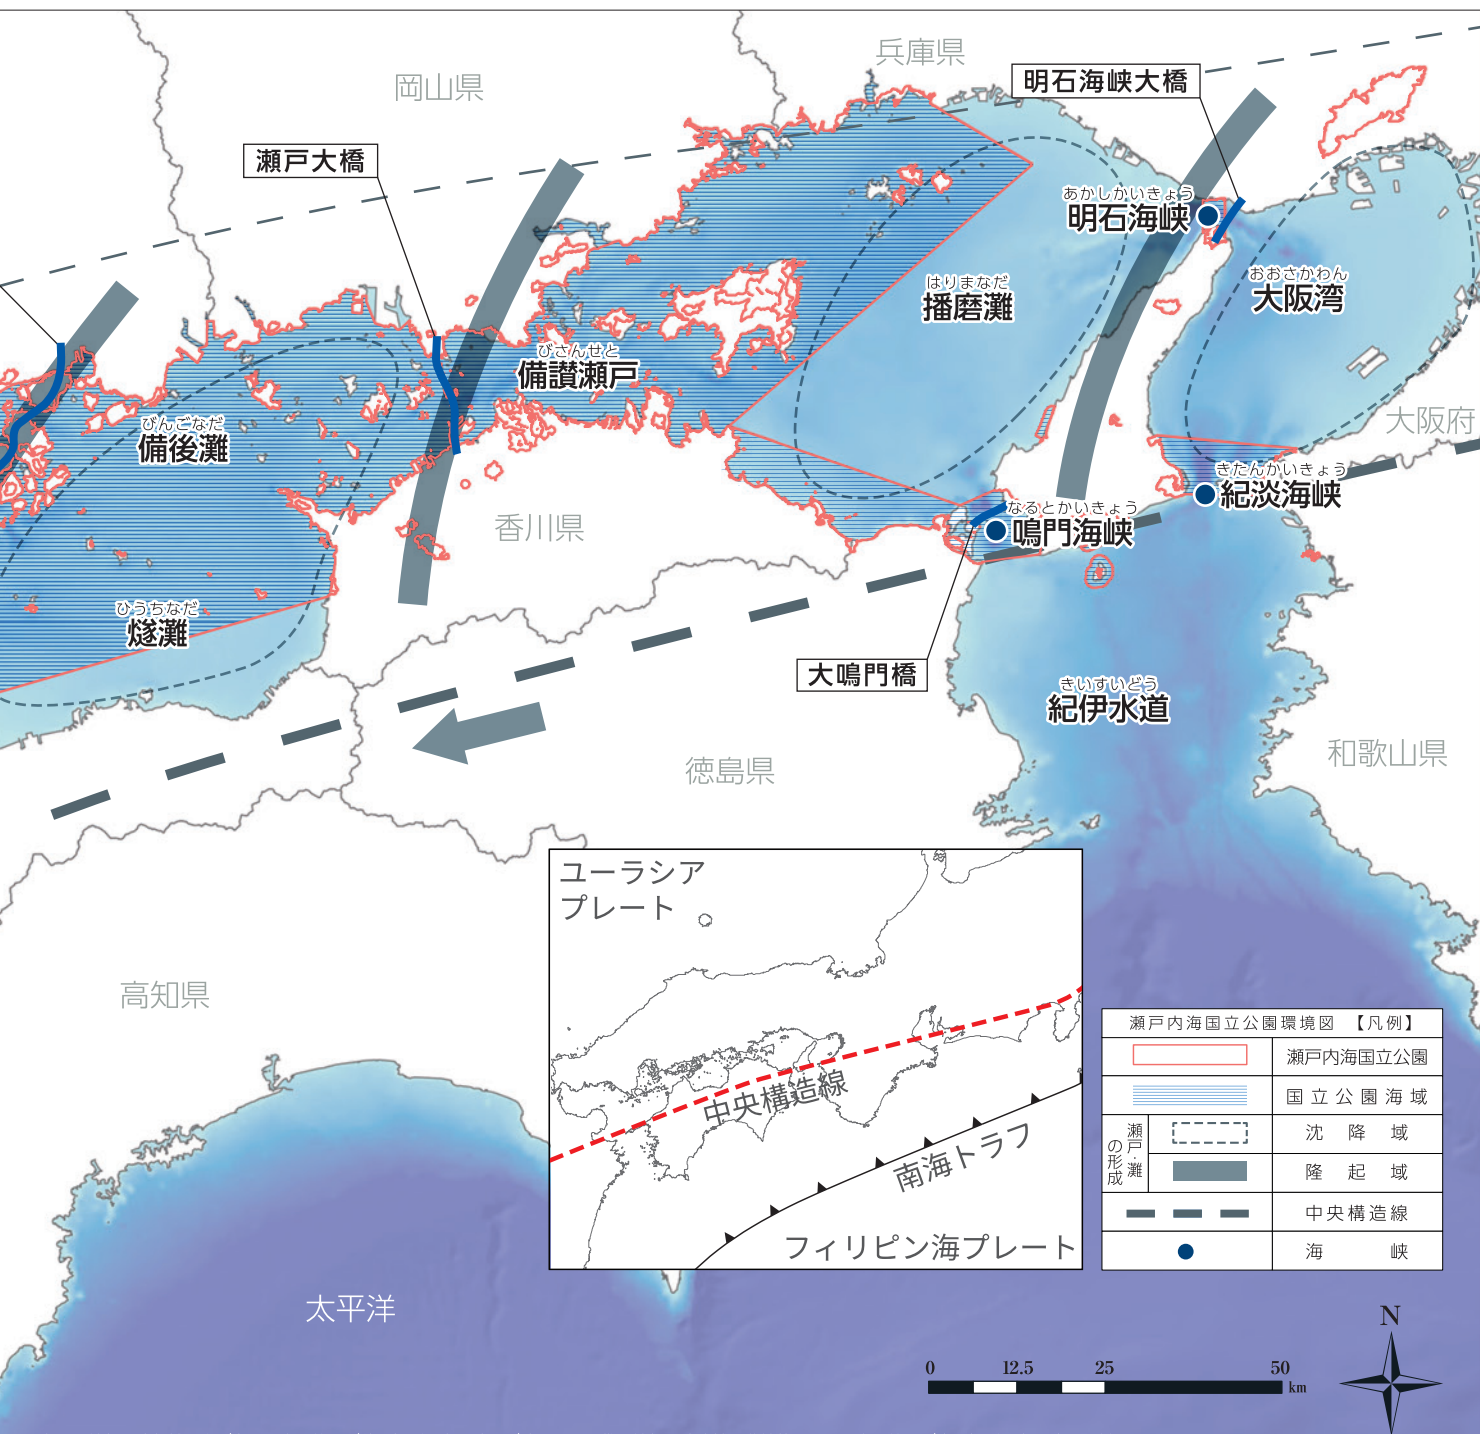 兵庫県
岡山県
明石海峡大橋
瀬戸大橋
あかしかいきょう
明石海峡
おおさかわん
大阪湾
はりまなだ
播磨灘
びさんせと
備讃瀬戸
びんごなだ
備後灘
大阪府
きたんかいきょう
紀淡海峡
なるとかいきょう
鳴門海峡
香川県
ひうちなだ
燧灘
大鳴門橋
きいすいどう
紀伊水道
徳島県
和歌山県
高知県
太平洋
ユーラシア
プレート
中央構造線
南海トラフ
フィリピン海プレート
瀬戸内海国立公園環境図 【凡例】
瀬戸内海国立公園
国立公園海域
瀬戸・灘
の形成
沈降域
隆起域
中央構造線
海峡
N
0 12.5 25 50
km